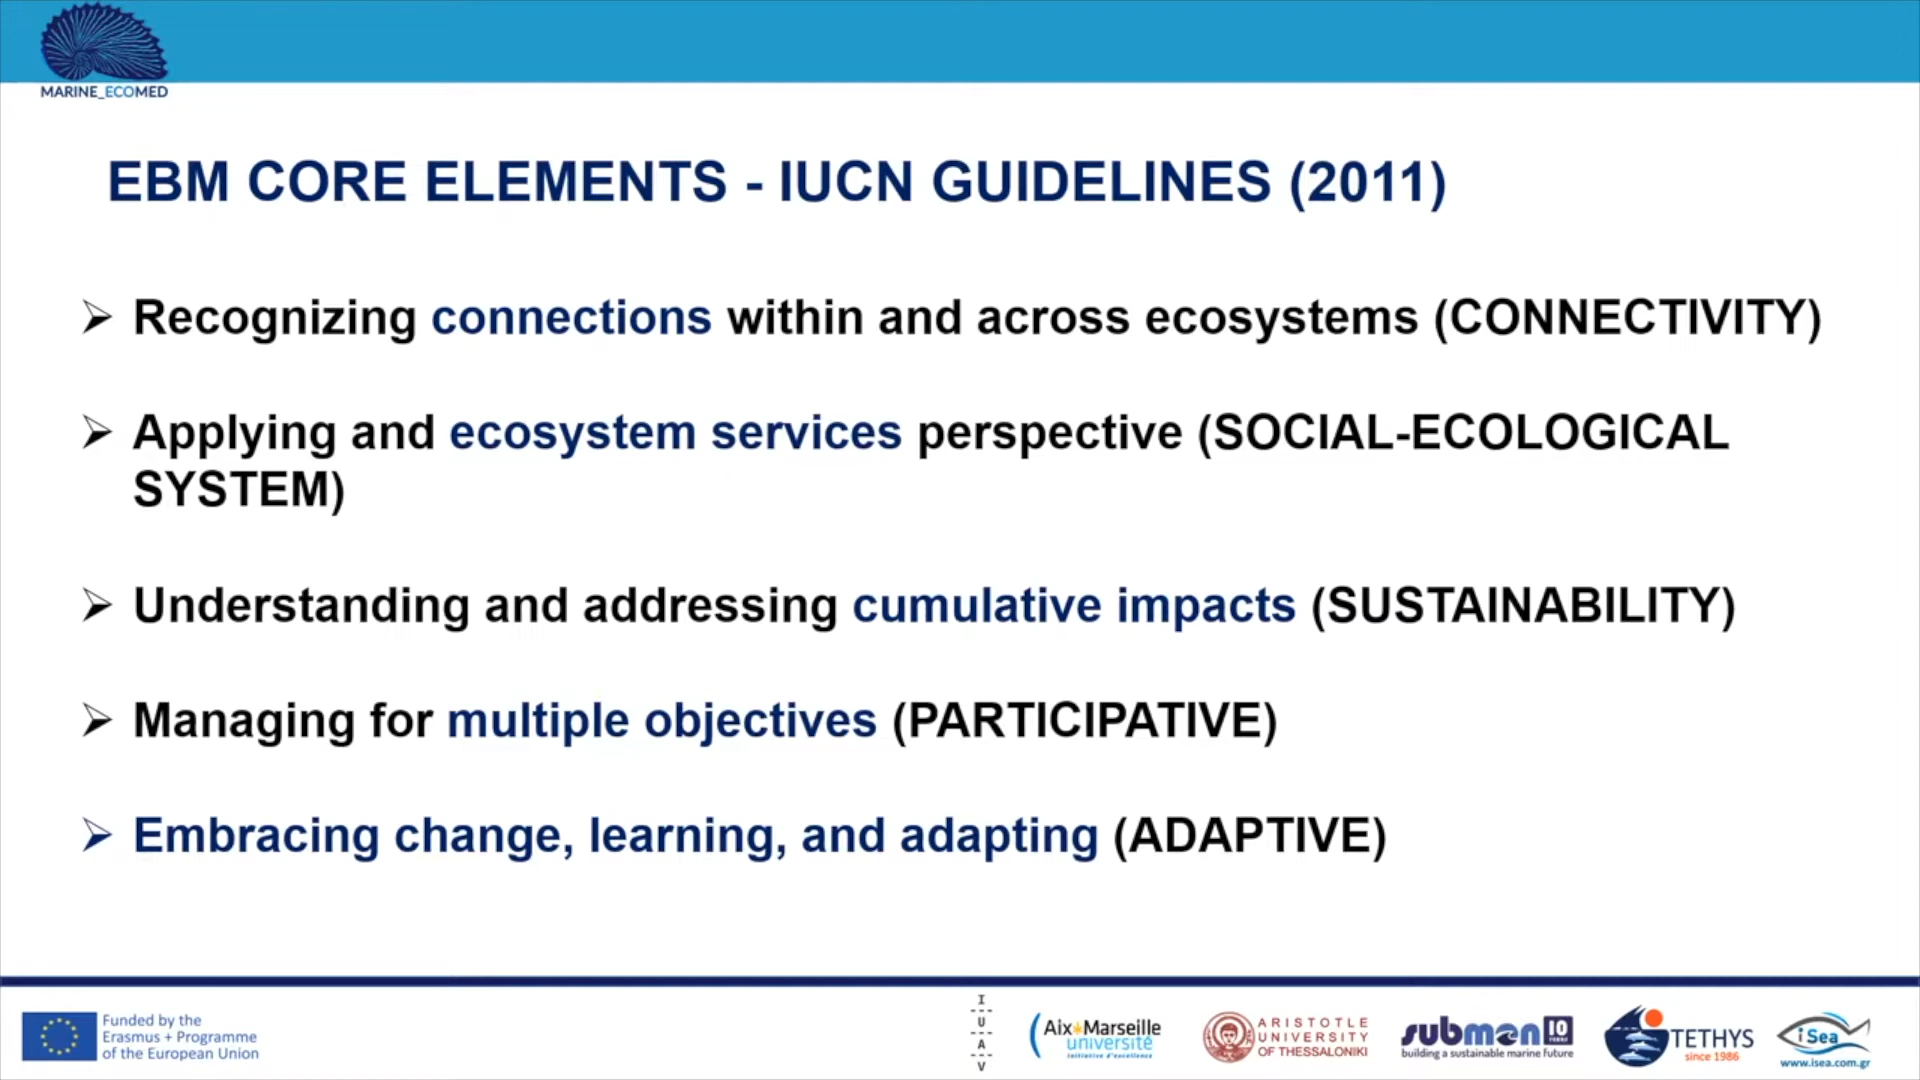 MARINE_ECOMED
EBM CORE ELEMENTS - IUCN GUIDELINES (2011)
➢ Recognizing connections within and across ecosystems (CONNECTIVITY)
➢ Applying and ecosystem services perspective (SOCIAL-ECOLOGICAL
SYSTEM)
➢ Understanding and addressing cumulative impacts (SUSTAINABILITY)
➢ Managing for multiple objectives (PARTICIPATIVE)
➢ Embracing change, learning, and adapting (ADAPTIVE)
Funded by the
Erasmus + Programme
of the European Union
I
---
U
---
A
---
V
Aix*Marseille
université
Initiative d'excellence
ARISTOTLE
UNIVERSITY
OF THESSALONIKI
submon 10
building a sustainable marine future
TETHYS
since 1986
iSea
www.isea.com.gr